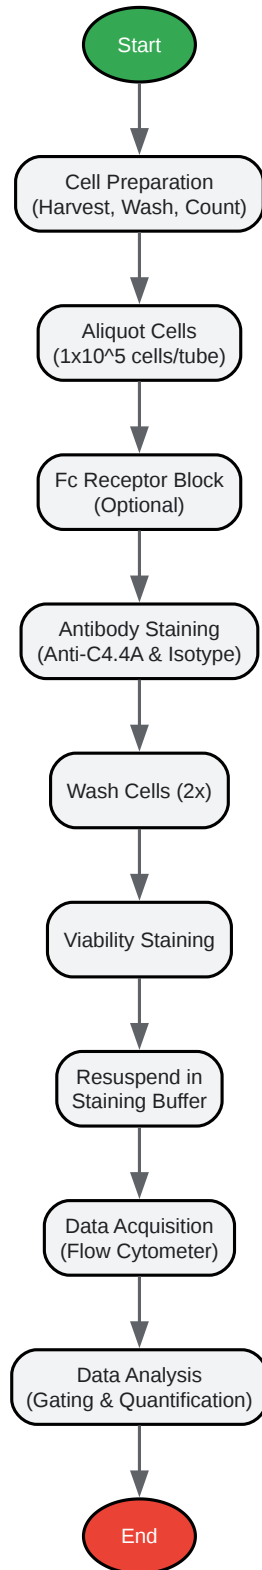 Start
Cell Preparation
(Harvest, Wash, Count)
Aliquot Cells
(1x10^5 cells/tube)
Fc Receptor Block
(Optional)
Antibody Staining
(Anti-C4.4A & Isotype)
Wash Cells (2x)
Viability Staining
Resuspend in
Staining Buffer
Data Acquisition
(Flow Cytometer)
Data Analysis
(Gating & Quantification)
End